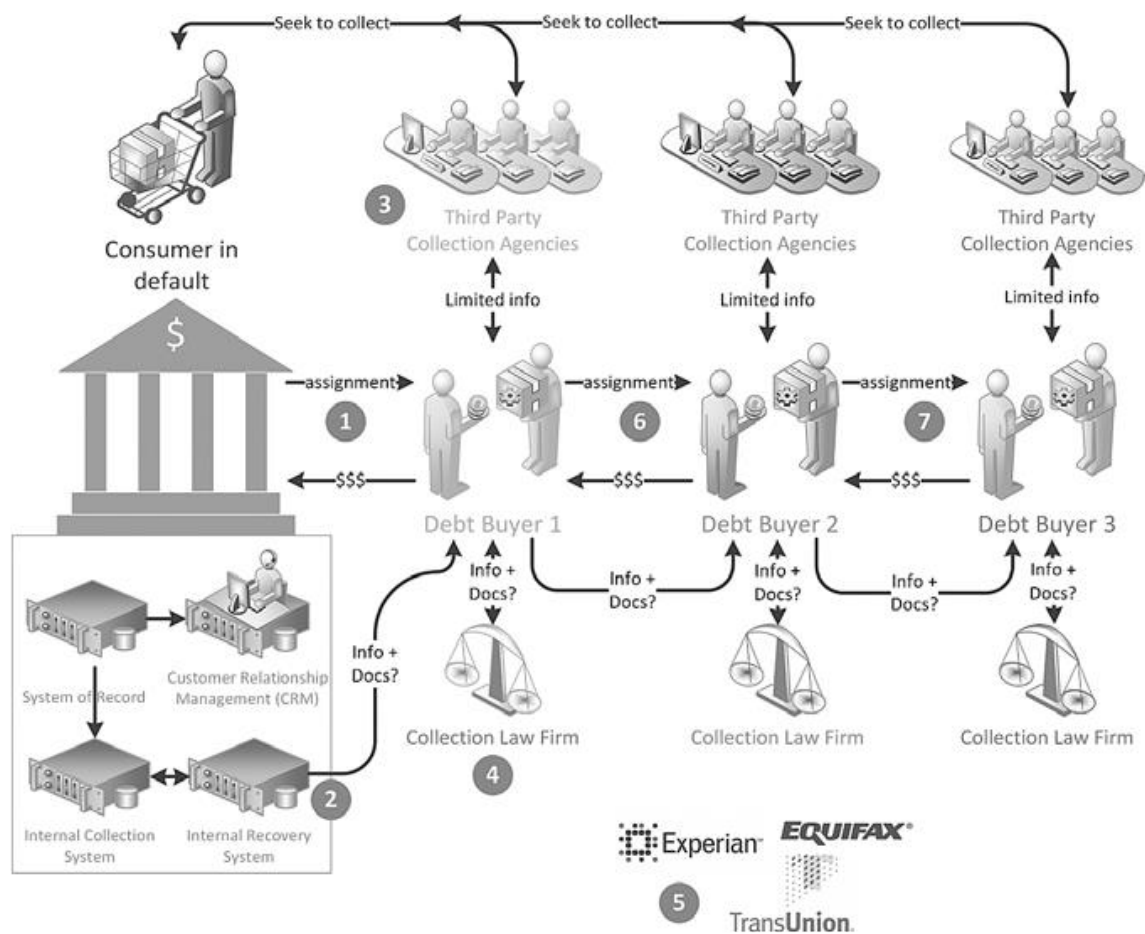 Seek to collect
Seek to collect
Seek to collect
Consumer in
default
3
Third Party
Collection Agencies
Third Party
Collection Agencies
Third Party
Collection Agencies
Limited info
Limited info
Limited info
$
assignment
1
assignment
6
assignment
7
$$$
$$$
$$$
Debt Buyer 1
Debt Buyer 2
Debt Buyer 3
Info +
Docs?
Info +
Docs?
Info +
Docs?
Info +
Docs?
Info +
Docs?
Info +
Docs?
System of Record
Customer Relationship
Management (CRM)
Collection Law Firm
Collection Law Firm
Collection Law Firm
4
2
Internal Collection
System
Internal Recovery
System
Experian™
EQUIFAX®
5
TransUnion.